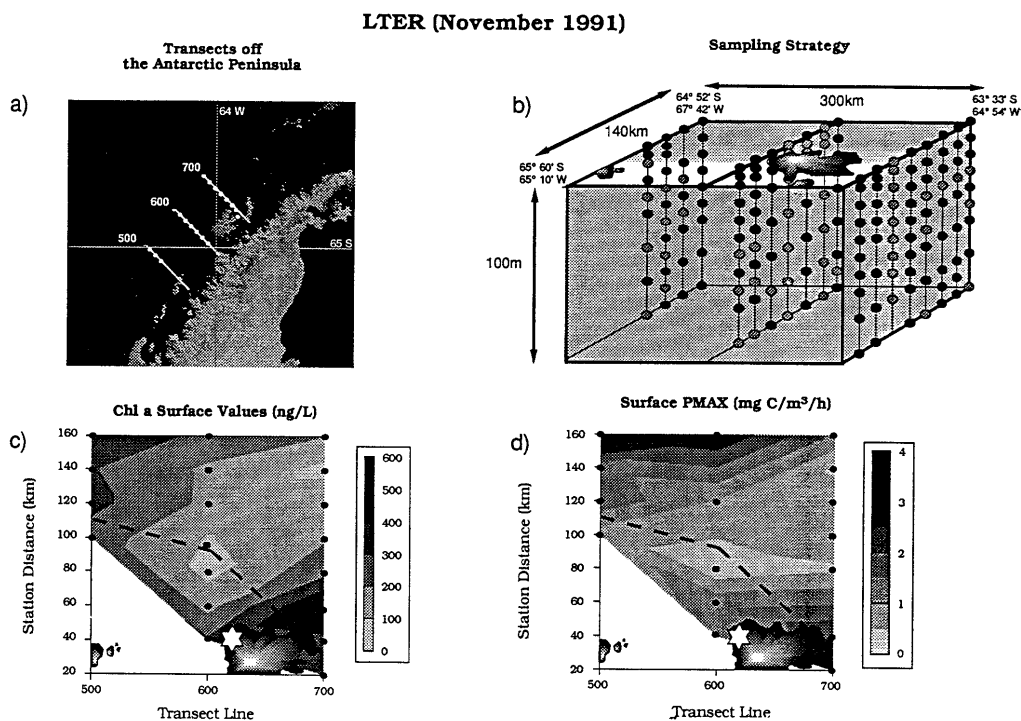 LTER (November 1991)
Transects off
the Antarctic Peninsula
Sampling Strategy
a)
64 W
700
600
500
65 S
b)
64° 52' S
67° 42' W
300km
63° 33' S
64° 54' W
140km
65° 60' S
65° 10' W
100m
Chl a Surface Values (ng/L)
c)
Station Distance (km)
160
140
120
100
80
60
40
20
500
600
700
Transect Line
600
500
400
300
200
100
0
Surface PMAX (mg C/m³/h)
d)
Station Distance (km)
160
140
120
100
80
60
40
20
500
600
700
Transect Line
4
3
2
1
0